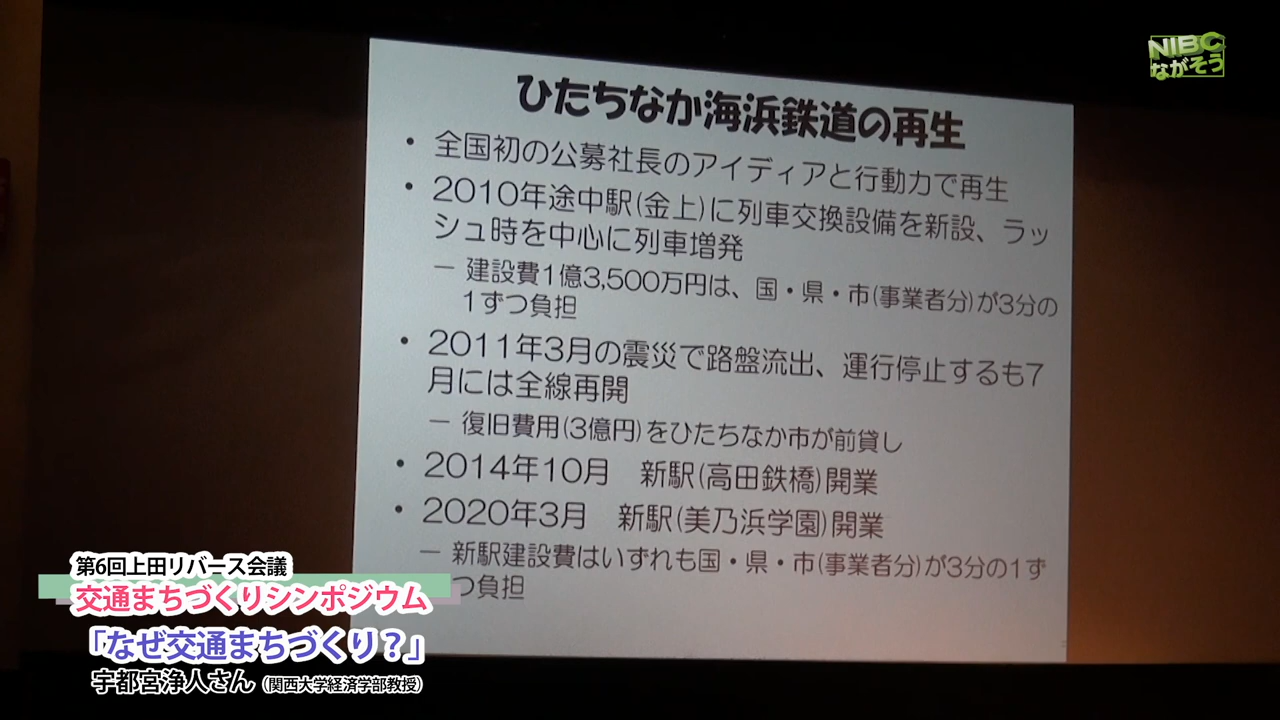 NIBC
ながそう
ひたちなか海浜鉄道の再生
• 全国初の公募社長のアイディアと行動力で再生
• 2010年途中駅(金上)に列車交換設備を新設、ラッ
シュ時を中心に列車増発
− 建設費1億3,500万円は、国・県・市(事業者分)が3分の
1ずつ負担
• 2011年3月の震災で路盤流出、運行停止するも7
月には全線再開
− 復旧費用(3億円)をひたちなか市が前貸し
• 2014年10月　新駅(高田鉄橋)開業
• 2020年3月　新駅(美乃浜学園)開業
− 新駅建設費はいずれも国・県・市(事業者分)が3分の1ず
つ負担
第6回上田リバース会議
交通まちづくりシンポジウム
「なぜ交通まちづくり？」
宇都宮浄人さん（関西大学経済学部教授）